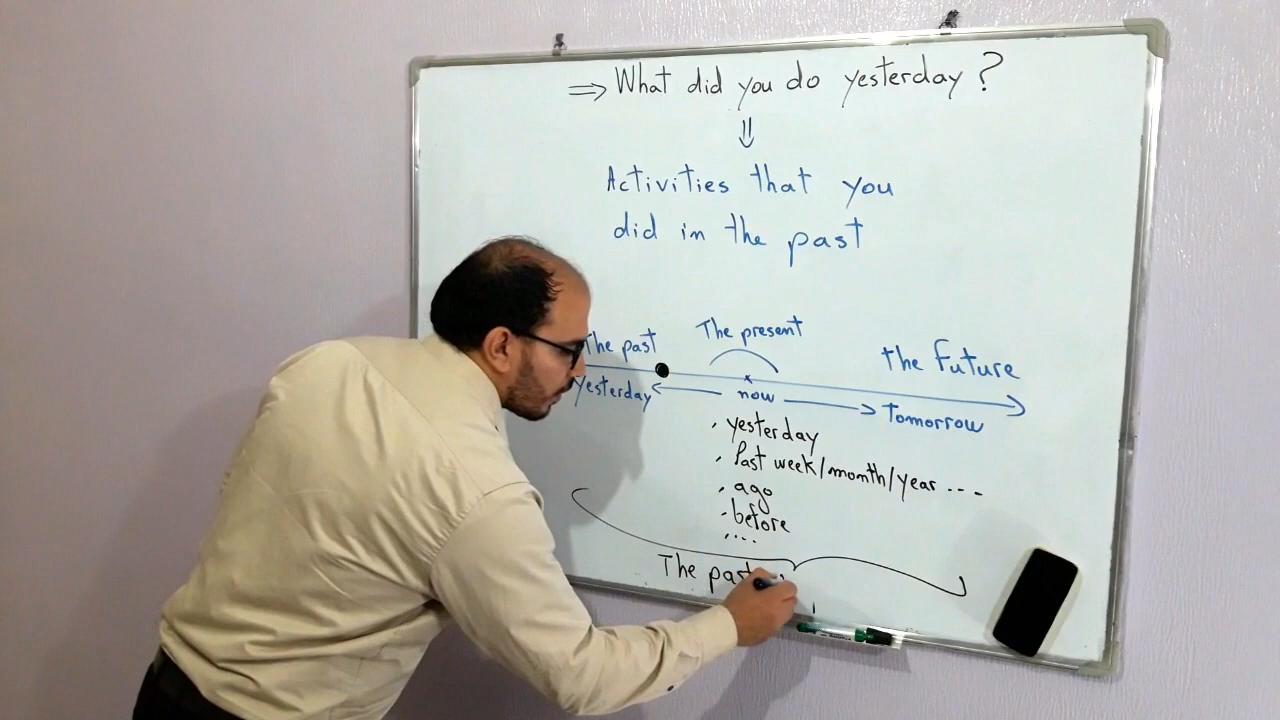 ⇒ What did you do yesterday?
⇓
Activities that you
did in the past
The past The present the future
yesterday now Tomorrow
. yesterday
. last week/month/year ....
. ago
. before
....
The past